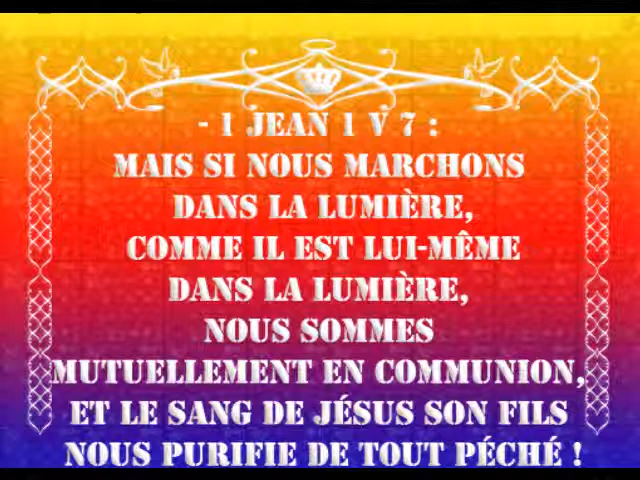 - 1 JEAN 1 V 7 :
MAIS SI NOUS MARCHONS
DANS LA LUMIÈRE,
COMME IL EST LUI-MÊME
DANS LA LUMIÈRE,
NOUS SOMMES
MUTUELLEMENT EN COMMUNION,
ET LE SANG DE JÉSUS SON FILS
NOUS PURIFIE DE TOUT PÉCHÉ !